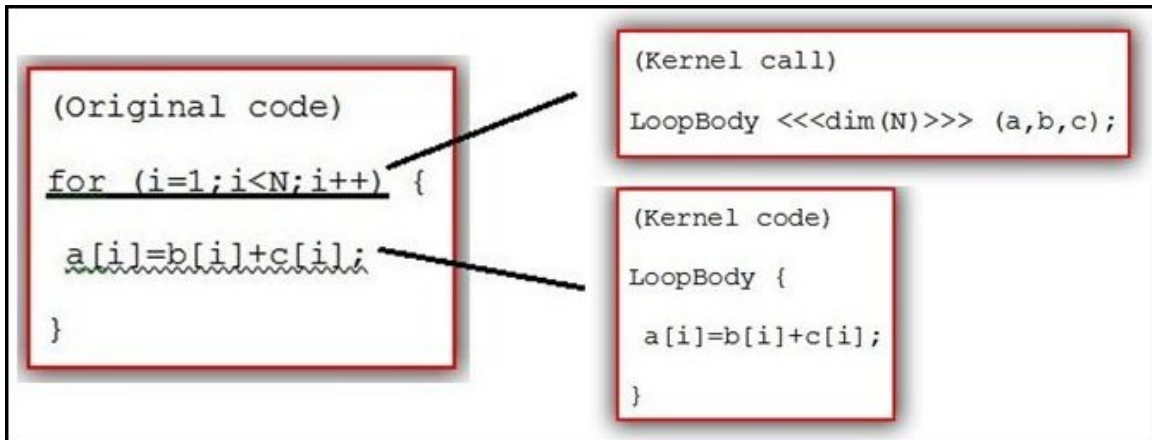 (Original code)
for (i=1;i<N;i++) {
a[i]=b[i]+c[i];
}
(Kernel call)
LoopBody <<<dim(N)>>> (a,b,c);
(Kernel code)
LoopBody {
a[i]=b[i]+c[i];
}